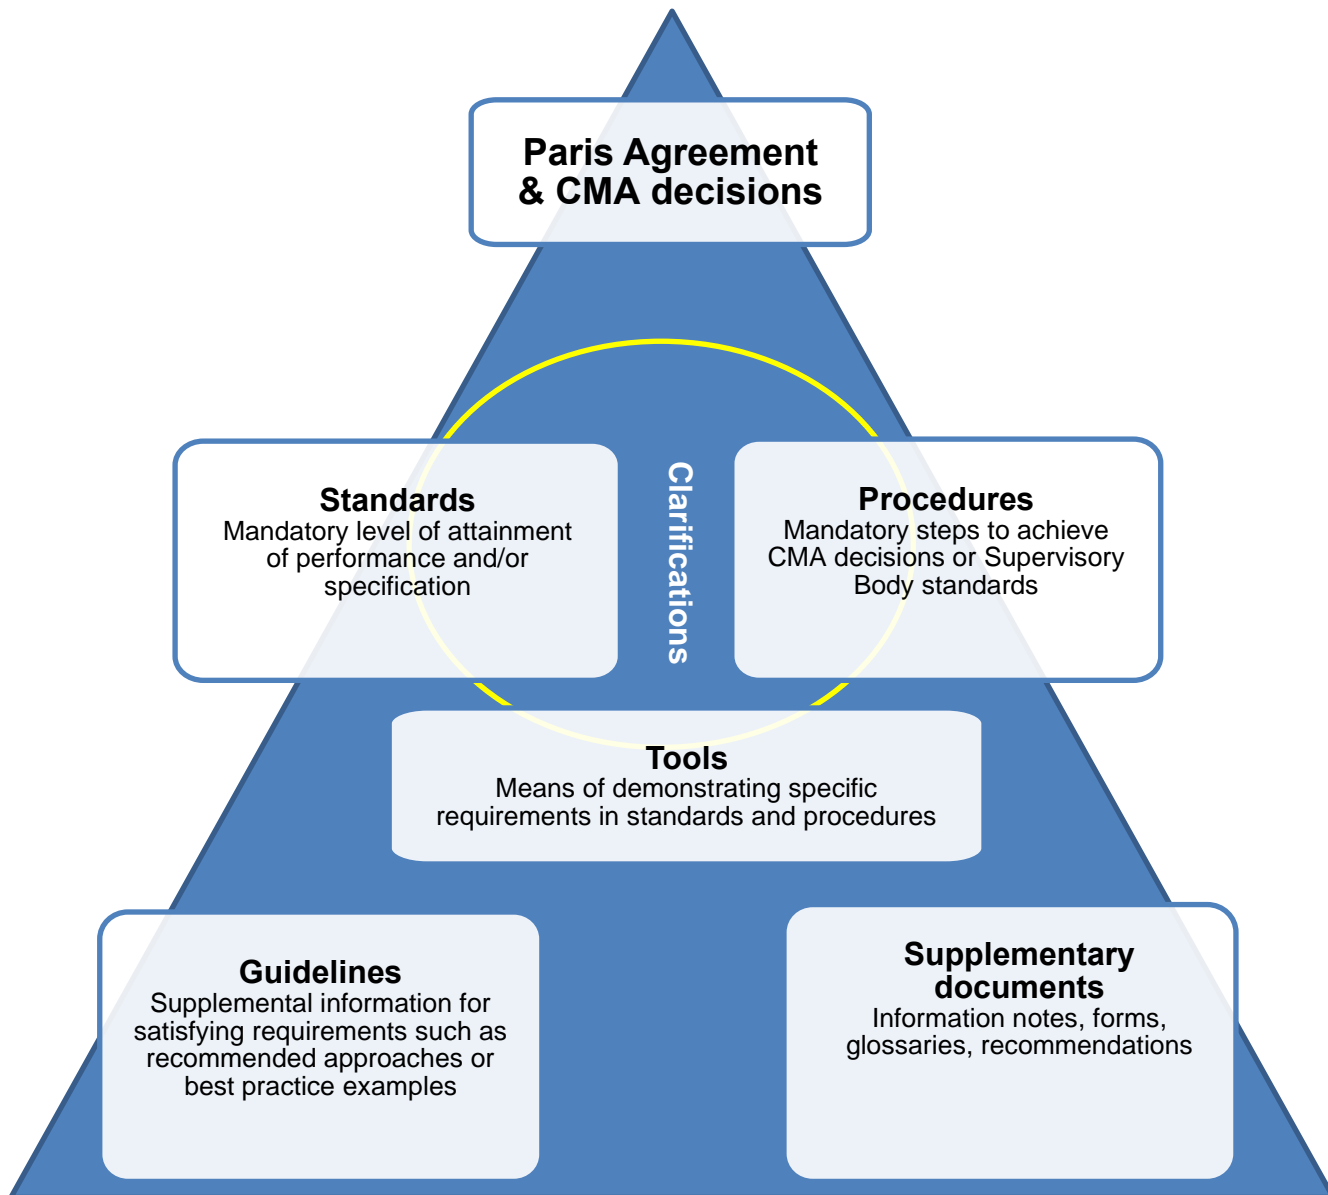 Paris Agreement
& CMA decisions
Standards
Mandatory level of attainment
of performance and/or
specification
Clarifications
Procedures
Mandatory steps to achieve
CMA decisions or Supervisory
Body standards
Tools
Means of demonstrating specific
requirements in standards and procedures
Guidelines
Supplemental information for
satisfying requirements such as
recommended approaches or
best practice examples
Supplementary
documents
Information notes, forms,
glossaries, recommendations